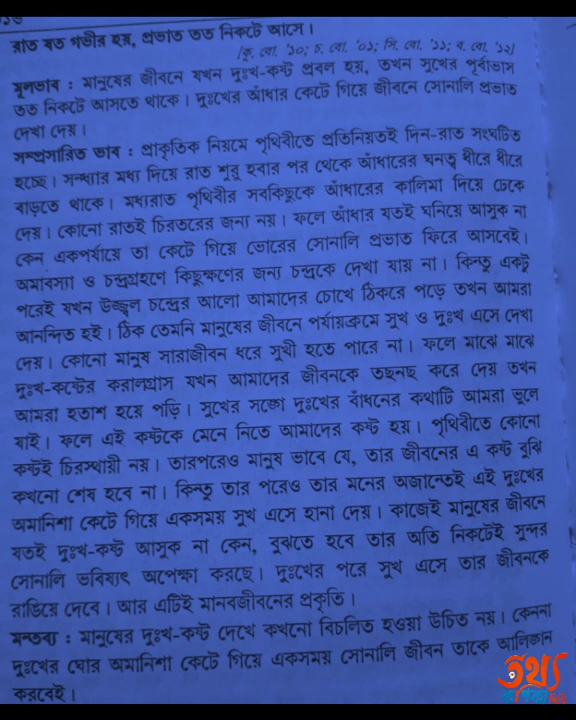 রাত যত গভীর হয়, প্রভাত তত নিকটে আসে।
[কু. বো. '১০; চ. বো. '০১; সি. বো. '১১; ব. বো. '১২]
মূলভাব : মানুষের জীবনে যখন দুঃখ-কষ্ট প্রবল হয়, তখন সুখের পূর্বাভাস
তত নিকটে আসতে থাকে। দুঃখের আঁধার কেটে গিয়ে জীবনে সোনালি প্রভাত
দেখা দেয়।
সম্প্রসারিত ভাব : প্রাকৃতিক নিয়মে পৃথিবীতে প্রতিনিয়তই দিন-রাত সংঘটিত
হচ্ছে। সন্ধ্যার মধ্য দিয়ে রাত শুরু হবার পর থেকে আঁধারের ঘনত্ব ধীরে ধীরে
বাড়তে থাকে। মধ্যরাত পৃথিবীর সবকিছুকে আঁধারের কালিমা দিয়ে ঢেকে
দেয়। কোনো রাতই চিরতরের জন্য নয়। ফলে আঁধার যতই ঘনিয়ে আসুক না
কেন একপর্যায়ে তা কেটে গিয়ে ভোরের সোনালি প্রভাত ফিরে আসবেই।
অমাবস্যা ও চন্দ্রগ্রহণে কিছুক্ষণের জন্য চন্দ্রকে দেখা যায় না। কিন্তু একটু
পরেই যখন উজ্জ্বল চন্দ্রের আলো আমাদের চোখে ঠিকরে পড়ে তখন আমরা
আনন্দিত হই। ঠিক তেমনি মানুষের জীবনে পর্যায়ক্রমে সুখ ও দুঃখ এসে দেখা
দেয়। কোনো মানুষ সারাজীবন ধরে সুখী হতে পারে না। ফলে মাঝে মাঝে
দুঃখ-কষ্টের করালগ্রাস যখন আমাদের জীবনকে তছনছ করে দেয় তখন
আমরা হতাশ হয়ে পড়ি। সুখের সঙ্গে দুঃখের বাঁধনের কথাটি আমরা ভুলে
যাই। ফলে এই কষ্টকে মেনে নিতে আমাদের কষ্ট হয়। পৃথিবীতে কোনো
কষ্টই চিরস্থায়ী নয়। তারপরেও মানুষ ভাবে যে, তার জীবনের এ কষ্ট বুঝি
কখনো শেষ হবে না। কিন্তু তার পরেও তার মনের অজান্তেই এই দুঃখের
অমানিশা কেটে গিয়ে একসময় সুখ এসে হানা দেয়। কাজেই মানুষের জীবনে
যতই দুঃখ-কষ্ট আসুক না কেন, বুঝতে হবে তার অতি নিকটেই সুন্দর
সোনালি ভবিষ্যৎ অপেক্ষা করছে। দুঃখের পরে সুখ এসে তার জীবনকে
রাঙিয়ে দেবে। আর এটিই মানবজীবনের প্রকৃতি।
মন্তব্য : মানুষের দুঃখ-কষ্ট দেখে কখনো বিচলিত হওয়া উচিত নয়। কেননা
দুঃখের ঘোর অমানিশা কেটে গিয়ে একসময় সোনালি জীবন তাকে আলিঙ্গন
করবেই।
তথ্য